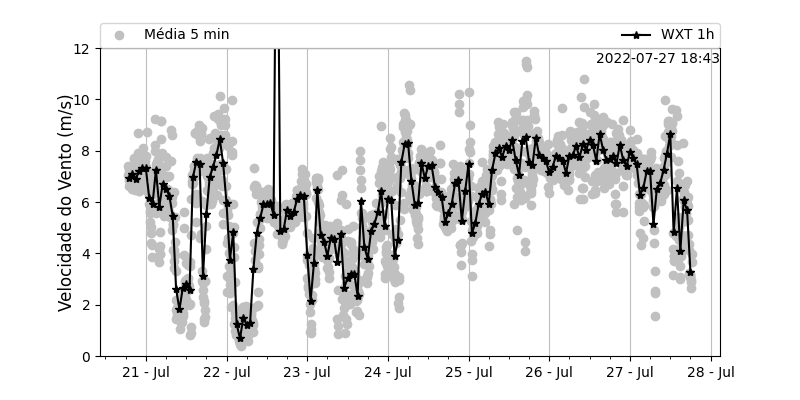 Média 5 min
WXT 1h
2022-07-27 18:43
Velocidade do Vento (m/s)
12
10
8
6
4
2
0
21 - Jul
22 - Jul
23 - Jul
24 - Jul
25 - Jul
26 - Jul
27 - Jul
28 - Jul